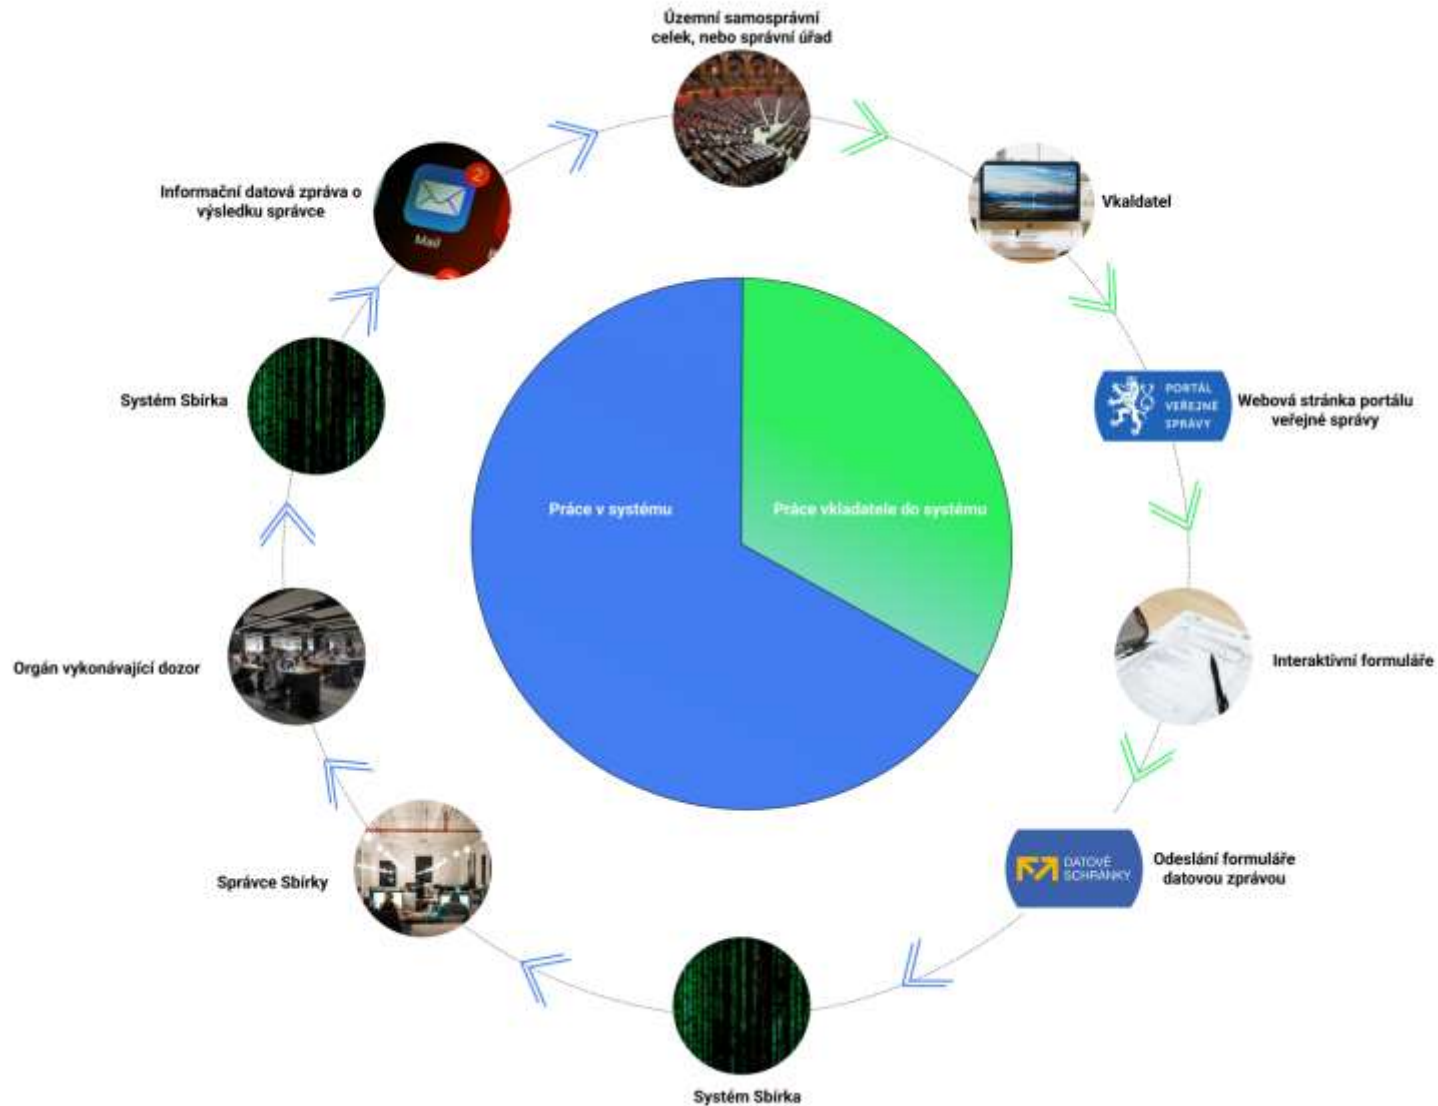 Územní samosprávní
celek, nebo správní úřad
Vkaldatel
PORTÁL
VEŘEJNÉ
SPRÁVY
Webová stránka portálu
veřejné správy
Interaktivní formuláře
DATOVÉ
SCHRÁNKY
Odeslání formuláře
datovou zprávou
Systém Sbírka
Správce Sbírky
Orgán vykonávající dozor
Systém Sbírka
Informační datová zpráva o
výsledku správce
Mail
2
Práce v systému
Práce vkladatele do systému